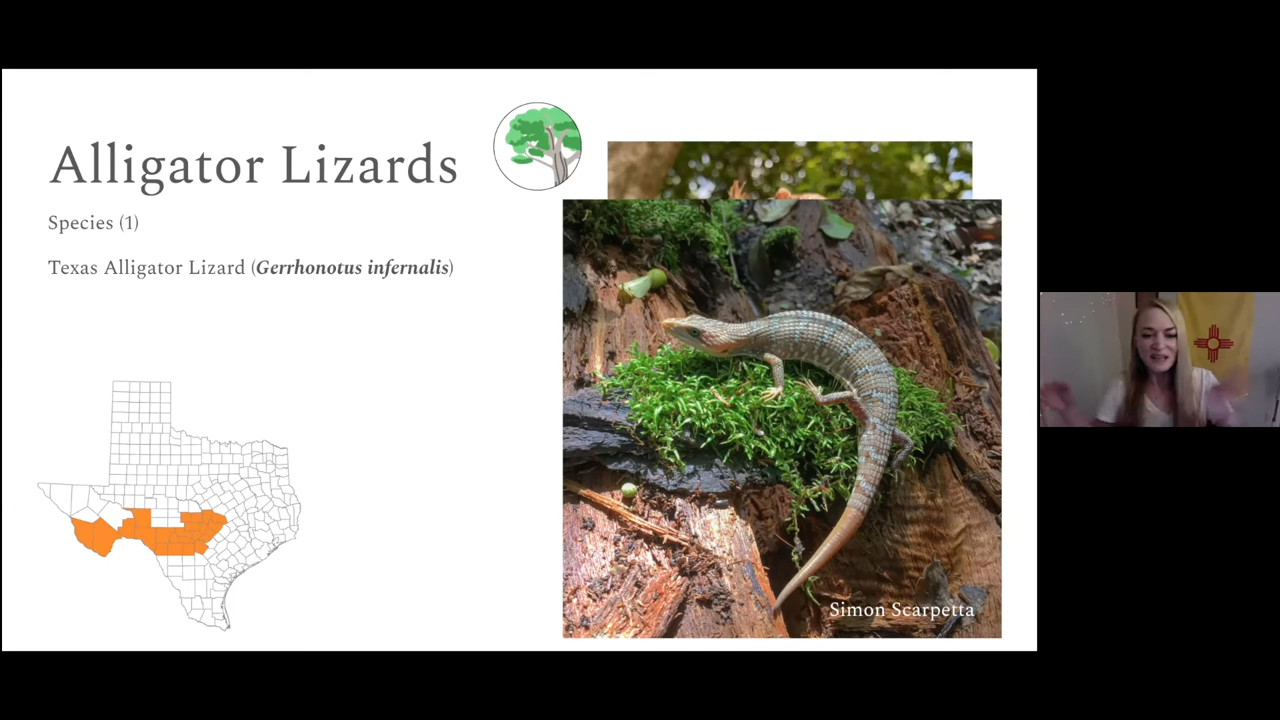 Alligator Lizards
Species (1)
Texas Alligator Lizard (Gerrhonotus infernalis)
Simon Scarpetta